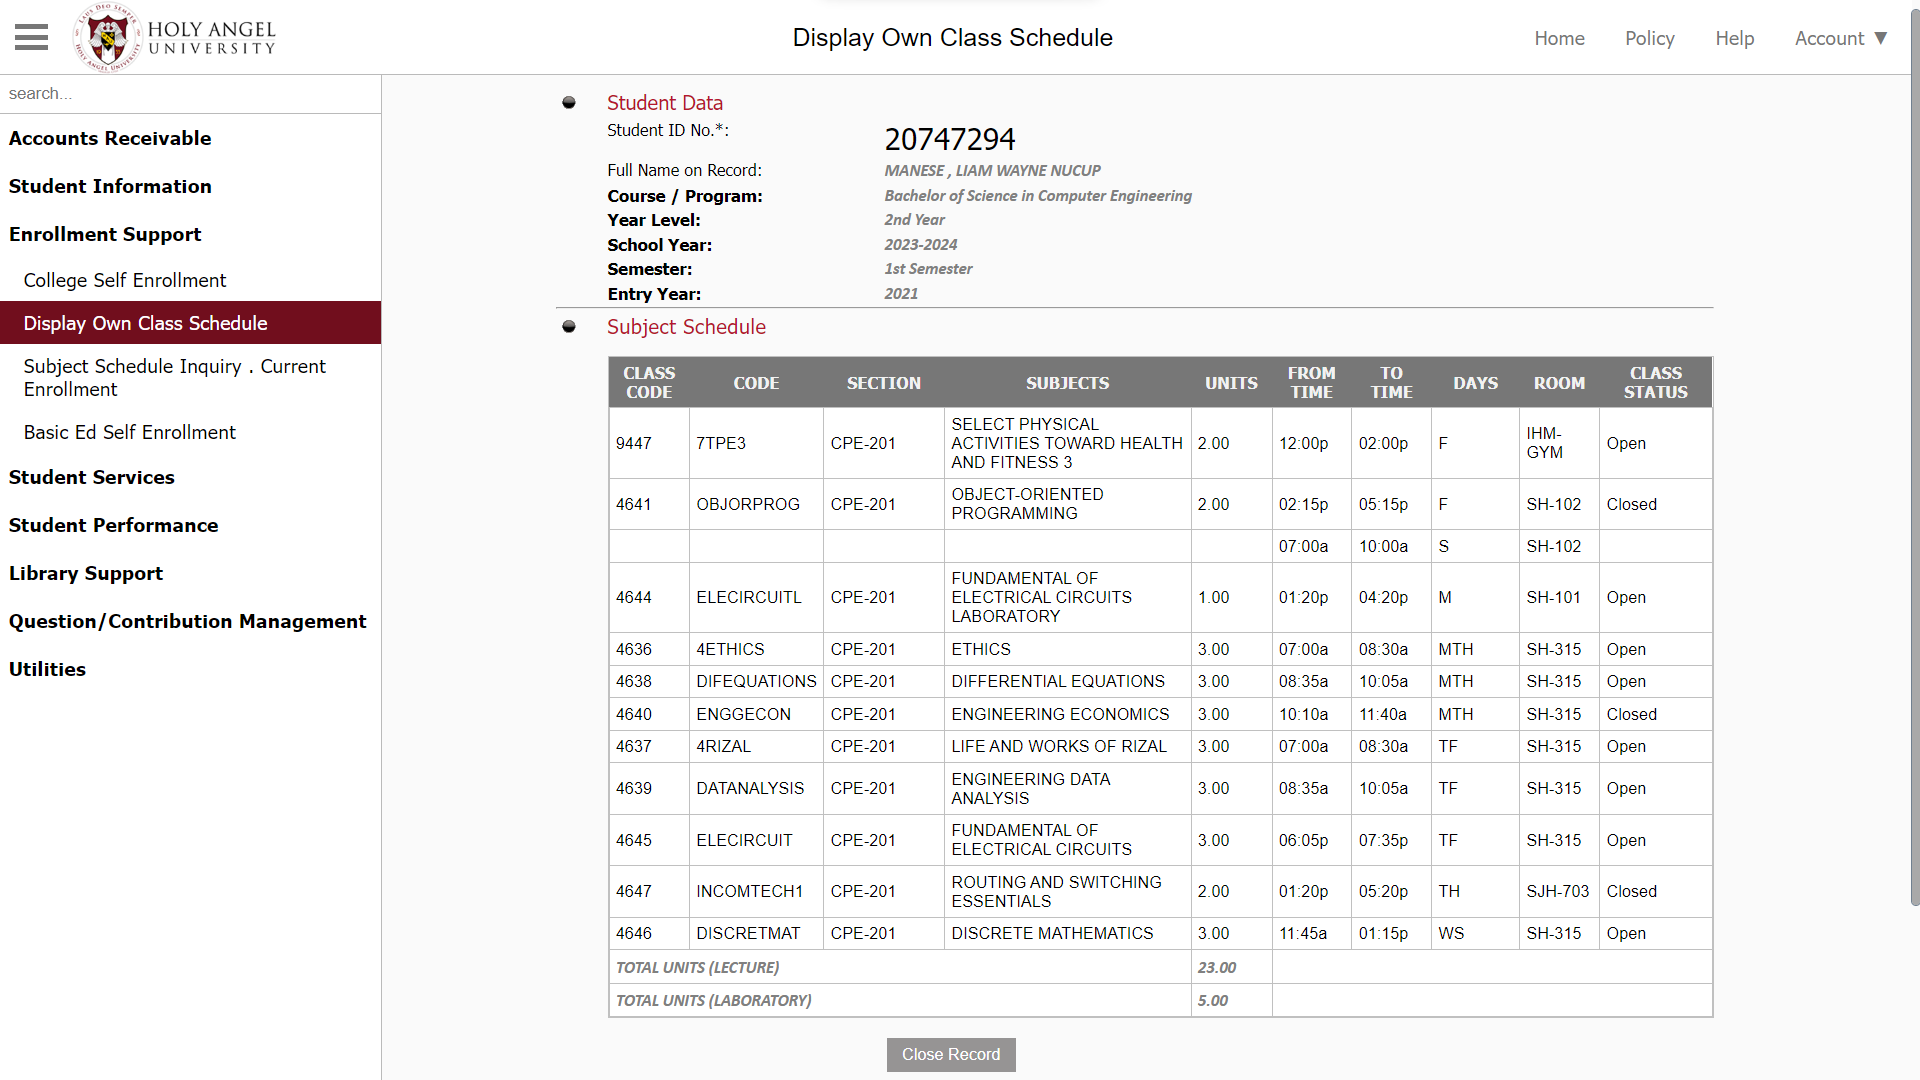 HOLY ANGEL
UNIVERSITY
Display Own Class Schedule
Home Policy Help Account ▼
search...
Accounts Receivable
Student Information
Enrollment Support
College Self Enrollment
Display Own Class Schedule
Subject Schedule Inquiry . Current
Enrollment
Basic Ed Self Enrollment
Student Services
Student Performance
Library Support
Question/Contribution Management
Utilities
Student Data
Student ID No.*: 20747294
Full Name on Record: MANESE , LIAM WAYNE NUCUP
Course / Program: Bachelor of Science in Computer Engineering
Year Level: 2nd Year
School Year: 2023-2024
Semester: 1st Semester
Entry Year: 2021
Subject Schedule
CLASS CODE CODE SECTION SUBJECTS UNITS FROM TIME TO TIME DAYS ROOM CLASS STATUS
9447 7TPE3 CPE-201 SELECT PHYSICAL ACTIVITIES TOWARD HEALTH AND FITNESS 3 2.00 12:00p 02:00p F IHM-GYM Open
4641 OBJORPROG CPE-201 OBJECT-ORIENTED PROGRAMMING 2.00 02:15p 05:15p F SH-102 Closed
07:00a 10:00a S SH-102
4644 ELECIRCUITL CPE-201 FUNDAMENTAL OF ELECTRICAL CIRCUITS LABORATORY 1.00 01:20p 04:20p M SH-101 Open
4636 4ETHICS CPE-201 ETHICS 3.00 07:00a 08:30a MTH SH-315 Open
4638 DIFEQUATIONS CPE-201 DIFFERENTIAL EQUATIONS 3.00 08:35a 10:05a MTH SH-315 Open
4640 ENGGECON CPE-201 ENGINEERING ECONOMICS 3.00 10:10a 11:40a MTH SH-315 Closed
4637 4RIZAL CPE-201 LIFE AND WORKS OF RIZAL 3.00 07:00a 08:30a TF SH-315 Open
4639 DATANALYSIS CPE-201 ENGINEERING DATA ANALYSIS 3.00 08:35a 10:05a TF SH-315 Open
4645 ELECIRCUIT CPE-201 FUNDAMENTAL OF ELECTRICAL CIRCUITS 3.00 06:05p 07:35p TF SH-315 Open
4647 INCOMTECH1 CPE-201 ROUTING AND SWITCHING ESSENTIALS 2.00 01:20p 05:20p TH SJH-703 Closed
4646 DISCRETMAT CPE-201 DISCRETE MATHEMATICS 3.00 11:45a 01:15p WS SH-315 Open
TOTAL UNITS (LECTURE) 23.00
TOTAL UNITS (LABORATORY) 5.00
Close Record